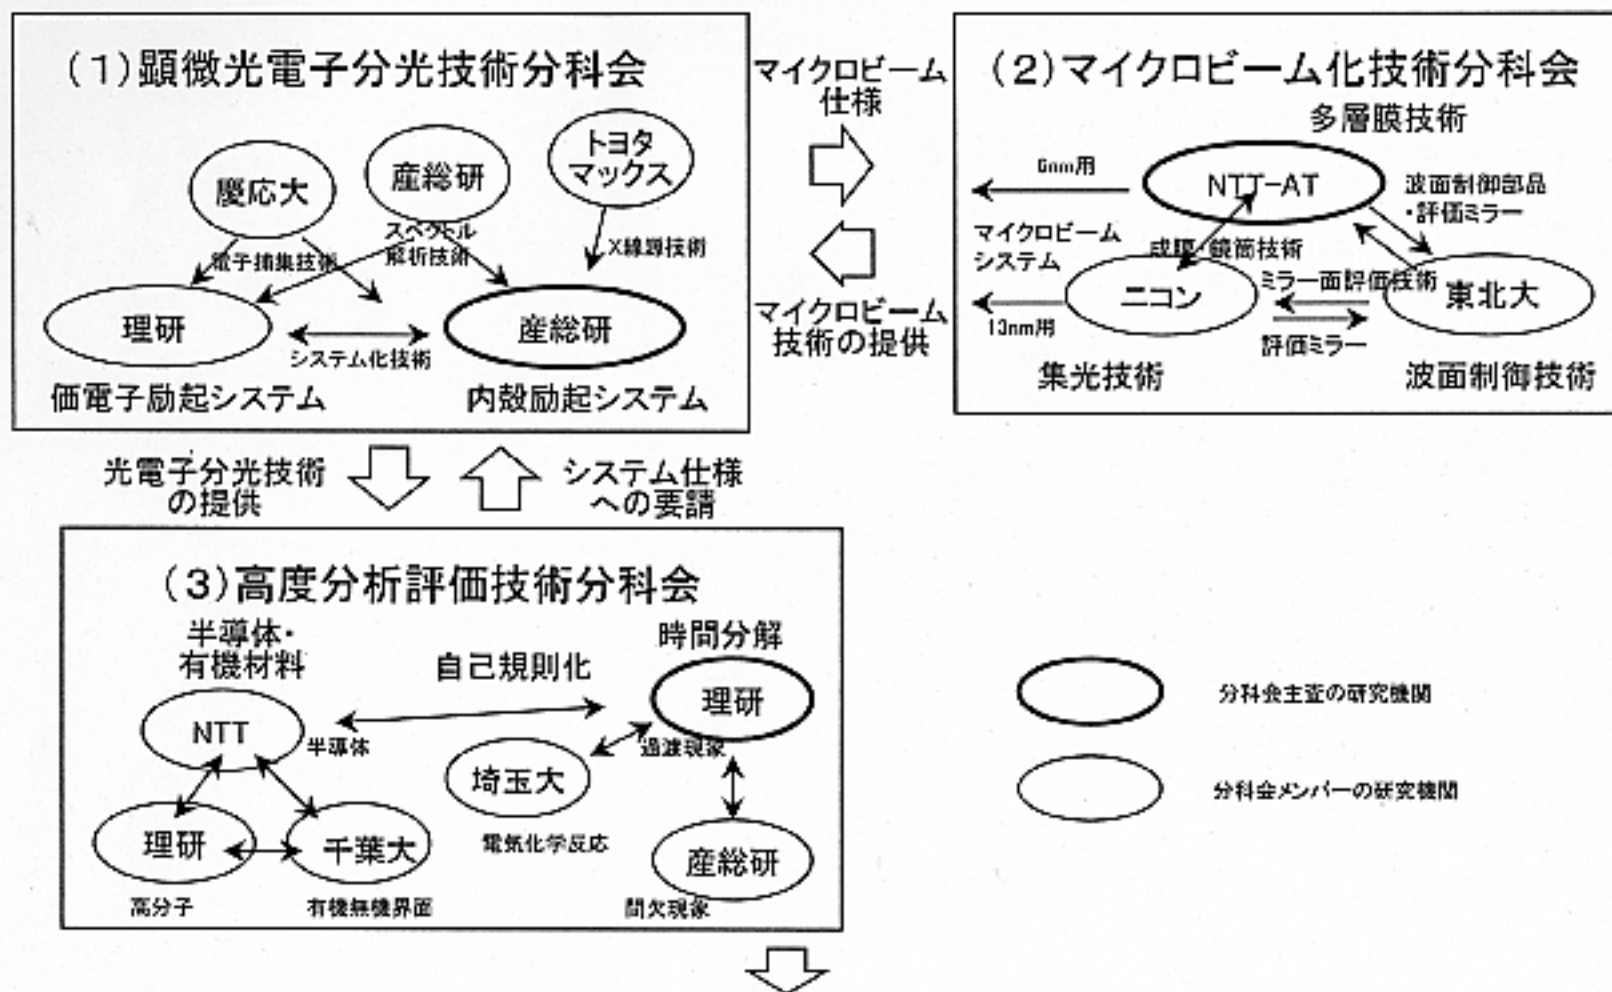 (1)顕微光電子分光技術分科会
慶応大
産総研
トヨタ
マックス
電子捕集技術
スペクトル
解析技術
X線源技術
理研
産総研
システム化技術
価電子励起システム
内殻励起システム
マイクロビーム
仕様
マイクロビーム
技術の提供
(2)マイクロビーム化技術分科会
多層膜技術
6nm用
NTT-AT
波面制御部品
・評価ミラー
マイクロビーム
システム
成膜・鏡筒技術
ミラー面評価技術
ニコン
東北大
13nm用
評価ミラー
集光技術
波面制御技術
光電子分光技術
の提供
システム仕様
への要請
(3)高度分析評価技術分科会
半導体・
有機材料
自己規則化
時間分解
NTT
理研
半導体
過渡現象
埼玉大
理研
千葉大
電気化学反応
産総研
高分子
有機無機界面
間欠現象
分科会主査の研究機関
分科会メンバーの研究機関